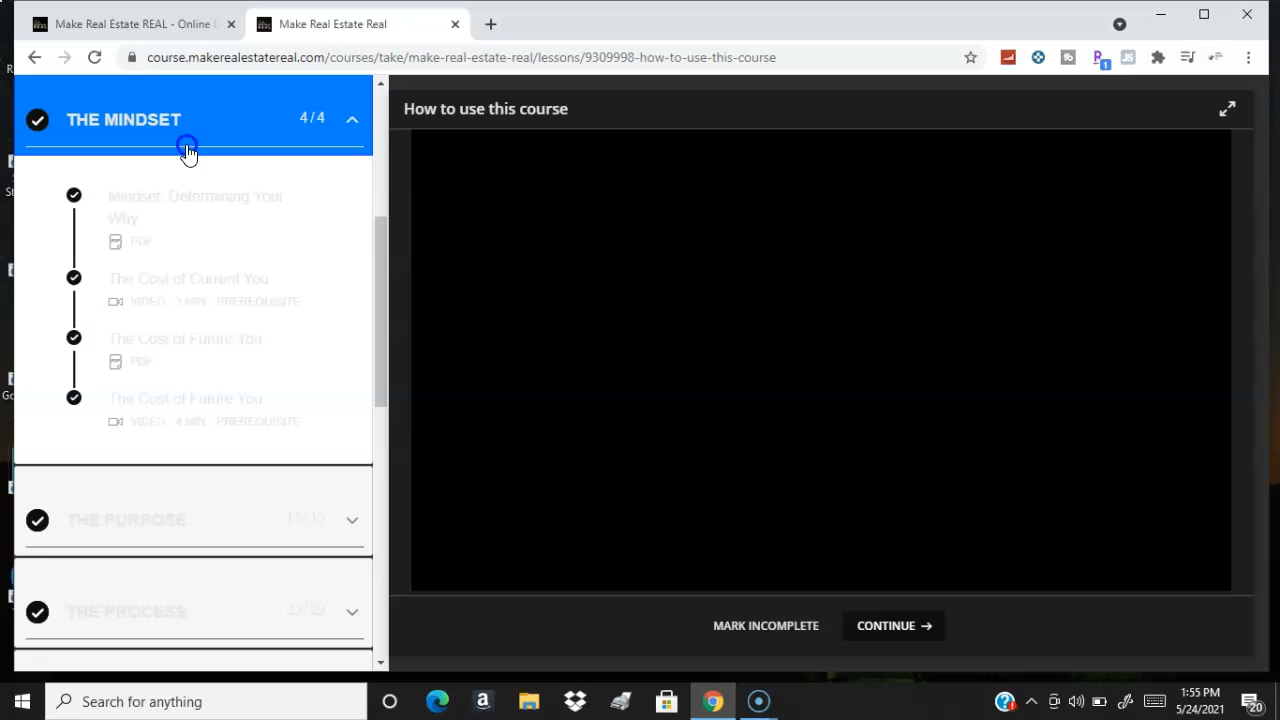 Make Real Estate REAL - Online C
Make Real Estate Real
course.makerealestatereal.com/courses/take/make-real-estate-real/lessons/9309998-how-to-use-this-course
THE MINDSET
4 / 4
How to use this course
Mindset: Determining Your
Why
PDF
The Cost of Current You
VIDEO · 3 MIN · PREREQUISITE
The Cost of Future You
PDF
The Cost of Future You
VIDEO · 4 MIN · PREREQUISITE
THE PURPOSE
THE PROCESS
MARK INCOMPLETE
CONTINUE →
Search for anything
1:55 PM
5/24/2021
20